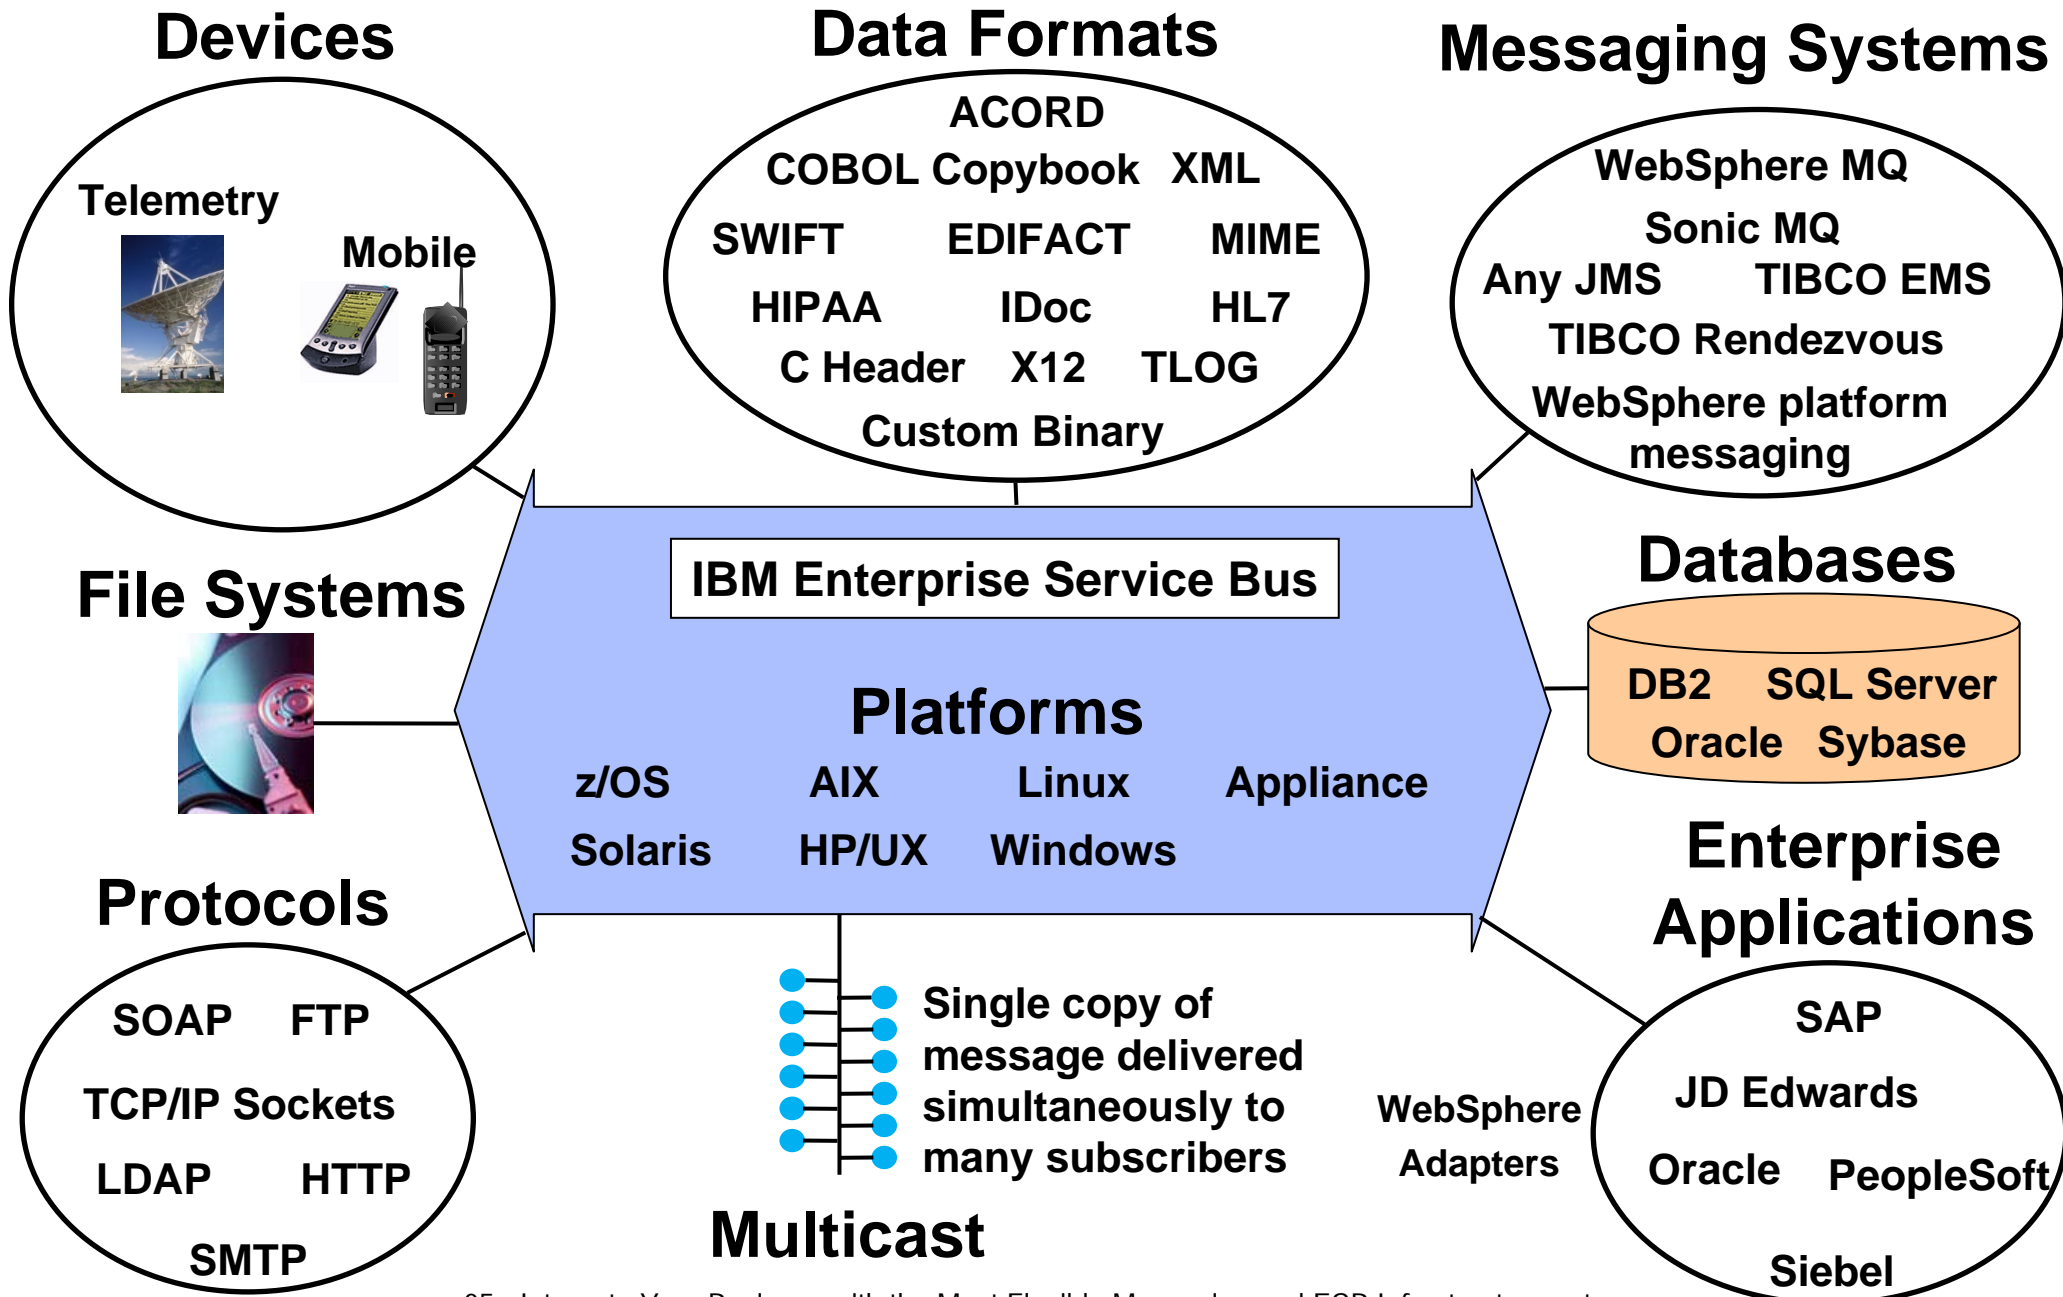 Devices
Data Formats
Messaging Systems
Telemetry
Mobile
ACORD
COBOL Copybook XML
SWIFT EDIFACT MIME
HIPAA IDoc HL7
C Header X12 TLOG
Custom Binary
WebSphere MQ
Sonic MQ
Any JMS TIBCO EMS
TIBCO Rendezvous
WebSphere platform
messaging
File Systems
IBM Enterprise Service Bus
Databases
DB2 SQL Server
Oracle Sybase
Platforms
z/OS AIX Linux Appliance
Solaris HP/UX Windows
Protocols
SOAP FTP
TCP/IP Sockets
LDAP HTTP
SMTP
Single copy of
message delivered
simultaneously to
many subscribers
Multicast
WebSphere
Adapters
Enterprise
Applications
SAP
JD Edwards
Oracle PeopleSoft
Siebel